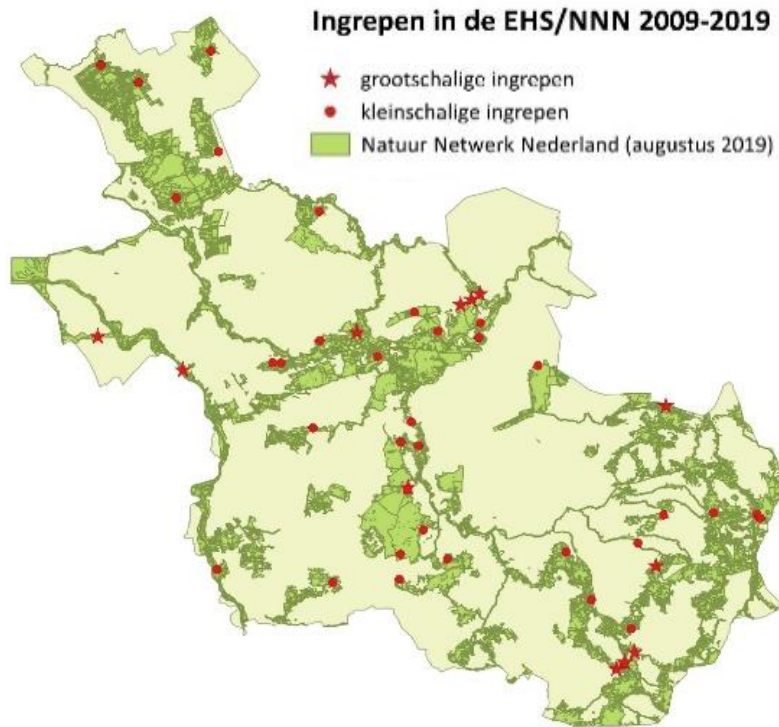 Ingrepen in de EHS/NNN 2009-2019
grootschalige ingrepen
kleinschalige ingrepen
Natuur Netwerk Nederland (augustus 2019)